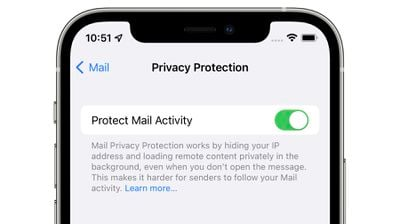 10:51
Mail
Privacy Protection
Protect Mail Activity
Mail Privacy Protection works by hiding your IP
address and loading remote content privately in the
background, even when you don't open the message.
This makes it harder for senders to follow your Mail
activity. Learn more...